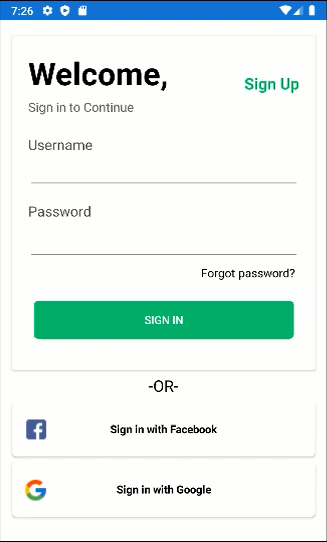 7:26
Welcome,
Sign Up
Sign in to Continue
Username
Password
Forgot password?
SIGN IN
-OR-
Sign in with Facebook
Sign in with Google